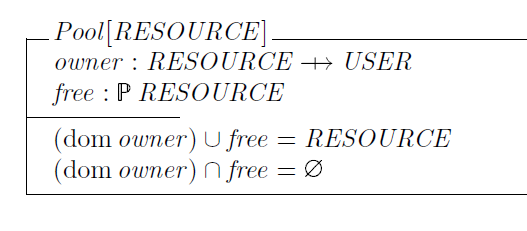 Pool[RESOURCE]
owner : RESOURCE ⇸ USER
free : ℙ RESOURCE
(dom owner) ∪ free = RESOURCE
(dom owner) ∩ free = ∅